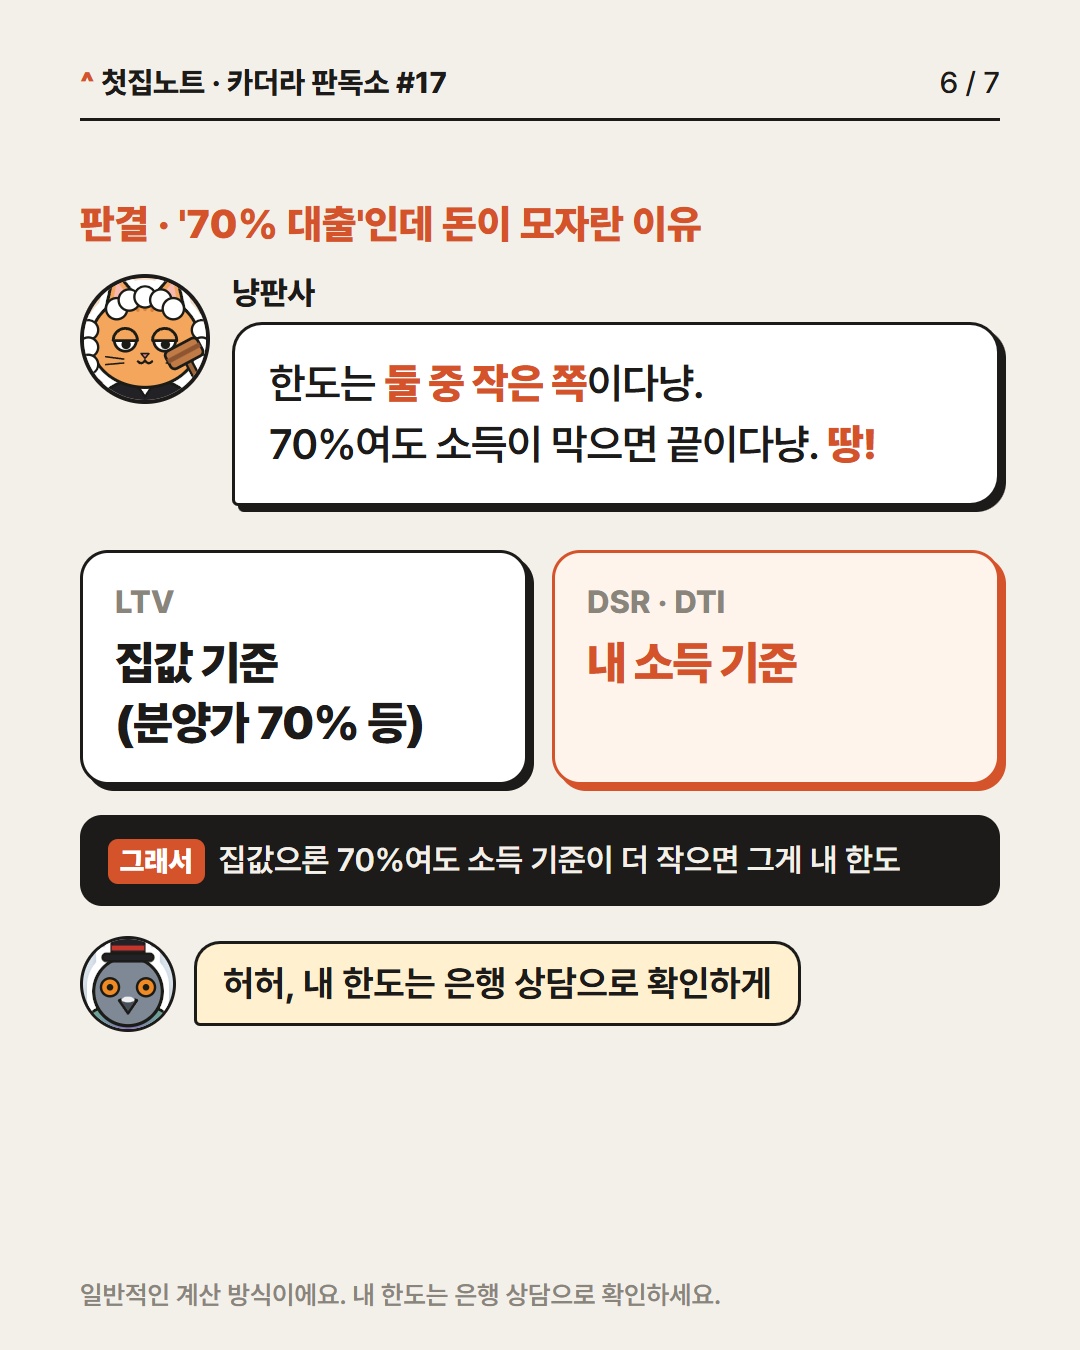 ^ 첫집노트 · 카더라 판독소 #17
6 / 7
판결 · '70% 대출'인데 돈이 모자란 이유
냥판사
한도는 둘 중 작은 쪽이다냥.
70%여도 소득이 막으면 끝이다냥. 땅!
LTV
집값 기준
(분양가 70% 등)
DSR · DTI
내 소득 기준
그래서 집값으론 70%여도 소득 기준이 더 작으면 그게 내 한도
허허, 내 한도는 은행 상담으로 확인하게
일반적인 계산 방식이에요. 내 한도는 은행 상담으로 확인하세요.